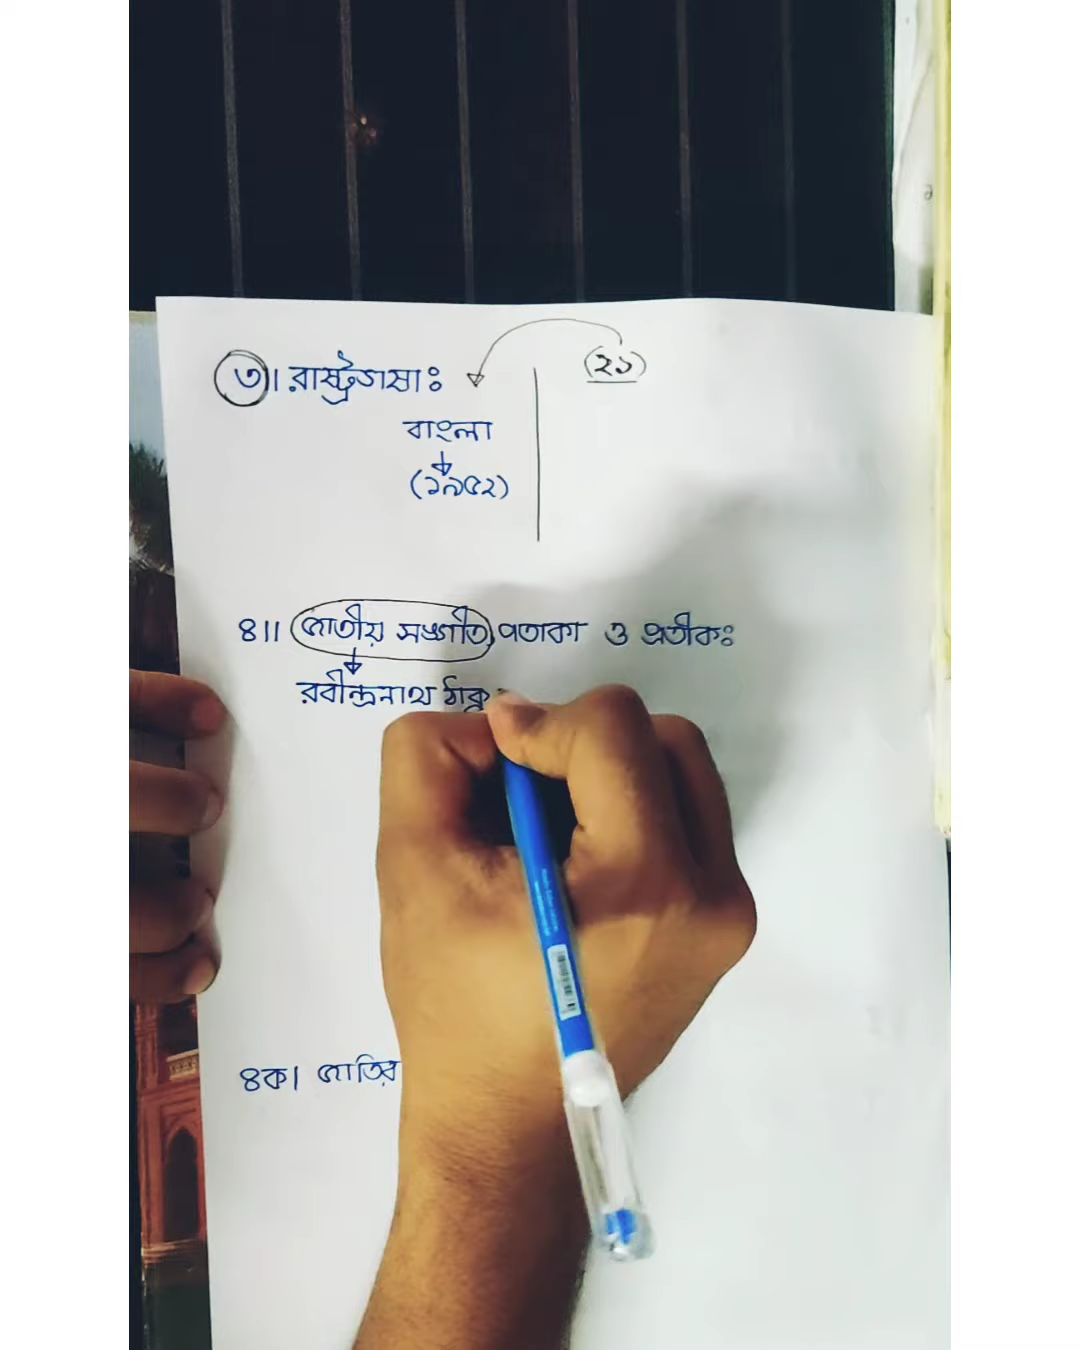 ৩। রাষ্ট্রভাষাঃ
(২১)
বাংলা
(১৯৫২)
৪।। জাতীয় সঙ্গীত, পতাকা ও প্রতীকঃ
রবীন্দ্রনাথ ঠাকু
৪ক। জাতির